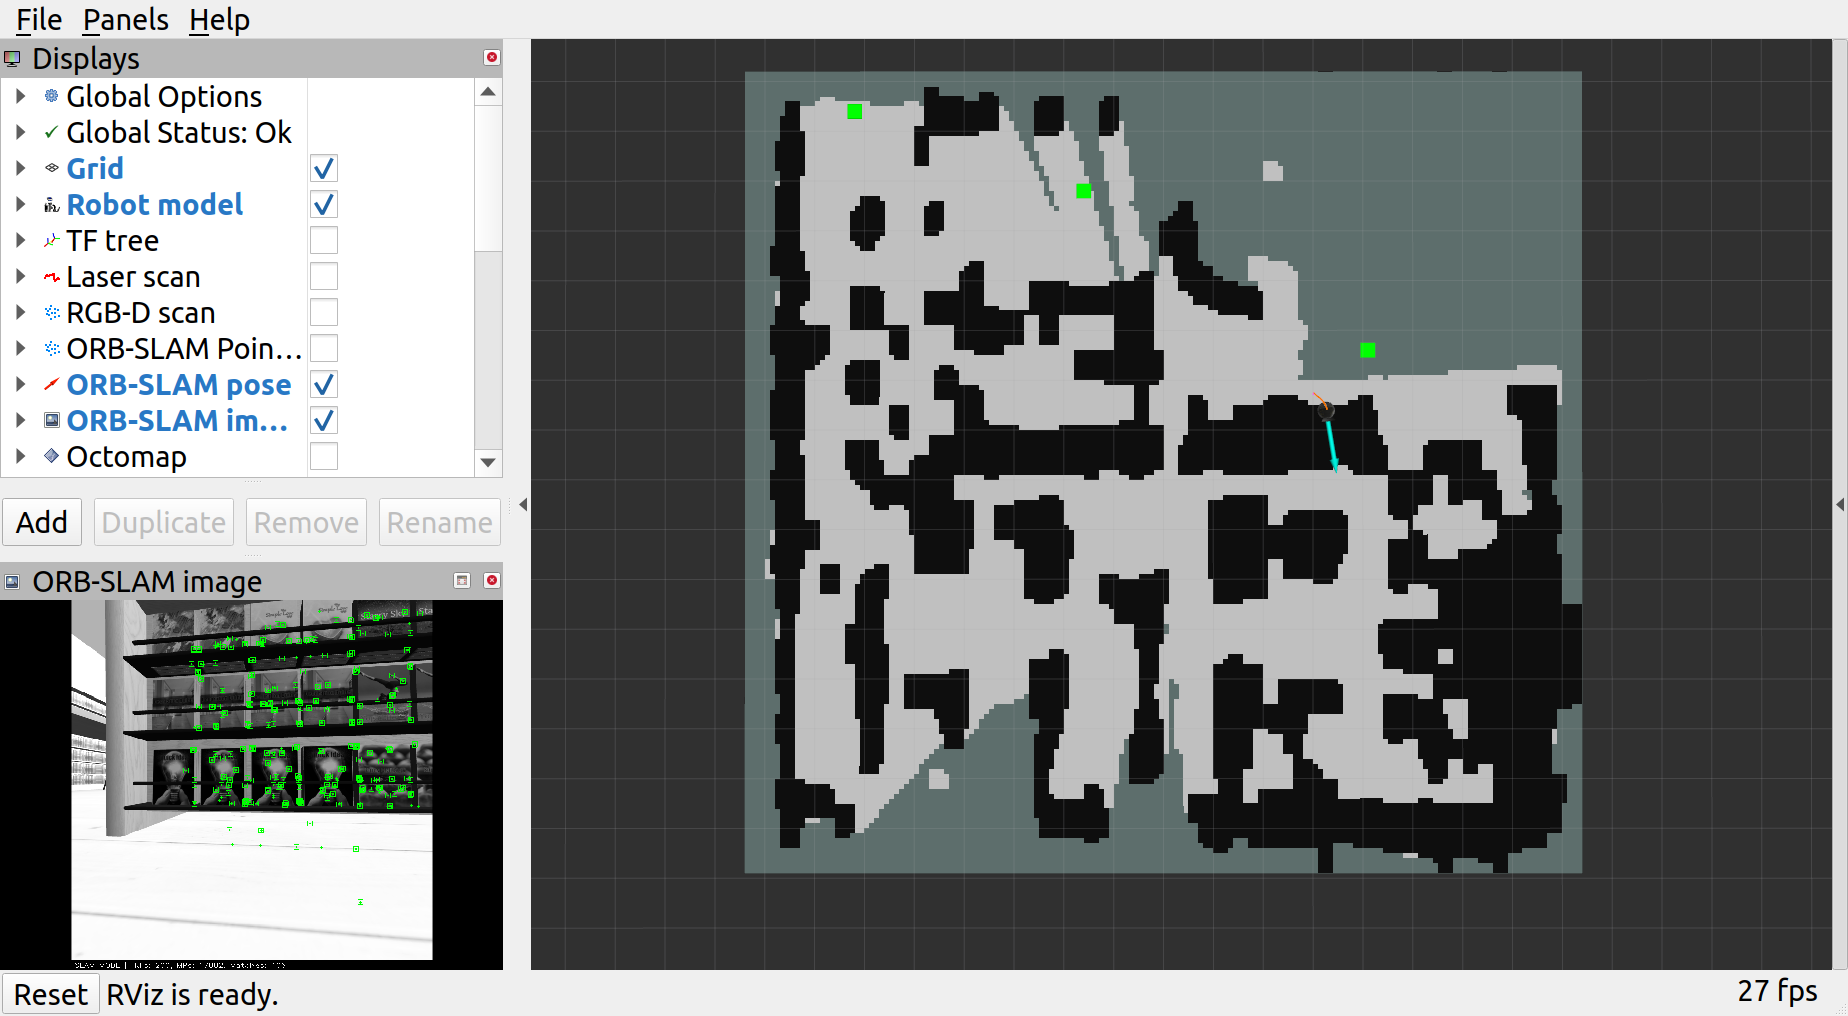 File Panels Help
Displays
Global Options
Global Status: Ok
Grid
Robot model
TF tree
Laser scan
RGB-D scan
ORB-SLAM Poin...
ORB-SLAM pose
ORB-SLAM im...
Octomap
Add Duplicate Remove Rename
ORB-SLAM image
SLAM MODE |
Reset RViz is ready.
27 fps